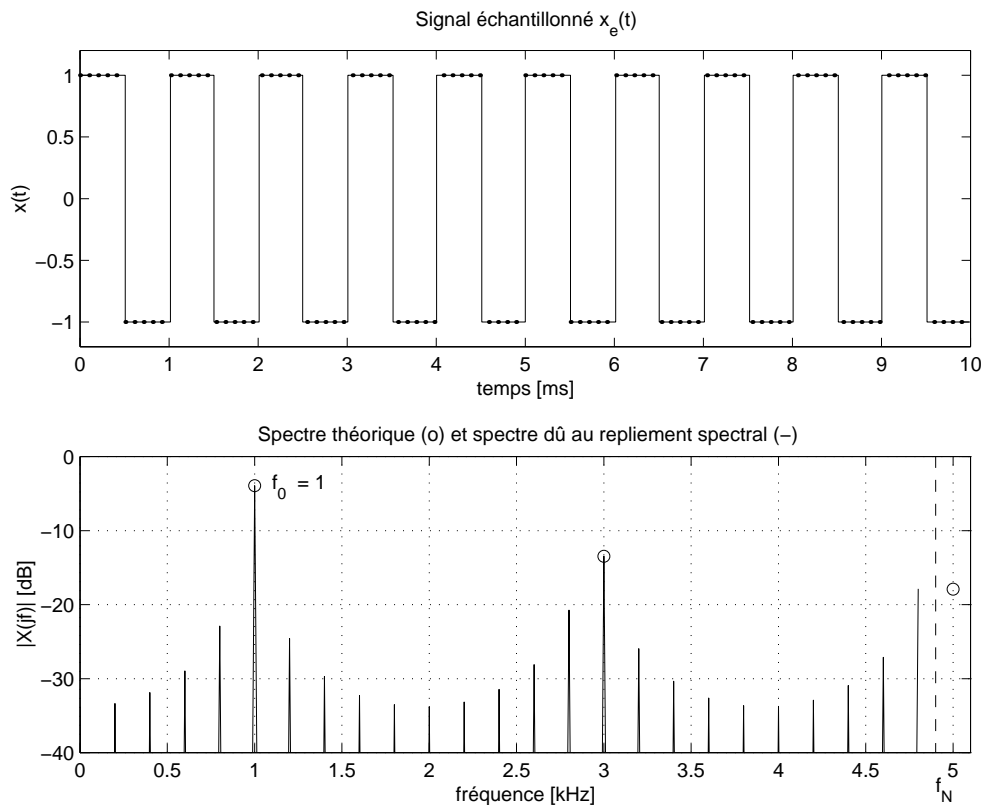 Signal échantillonné x_e(t)
1
0.5
0
−0.5
−1
x(t)
0 1 2 3 4 5 6 7 8 9 10
temps [ms]
Spectre théorique (o) et spectre dû au repliement spectral (−)
0
−10
−20
−30
−40
|X(jf)| [dB]
f_0 = 1
0 0.5 1 1.5 2 2.5 3 3.5 4 4.5 5
f_N
fréquence [kHz]